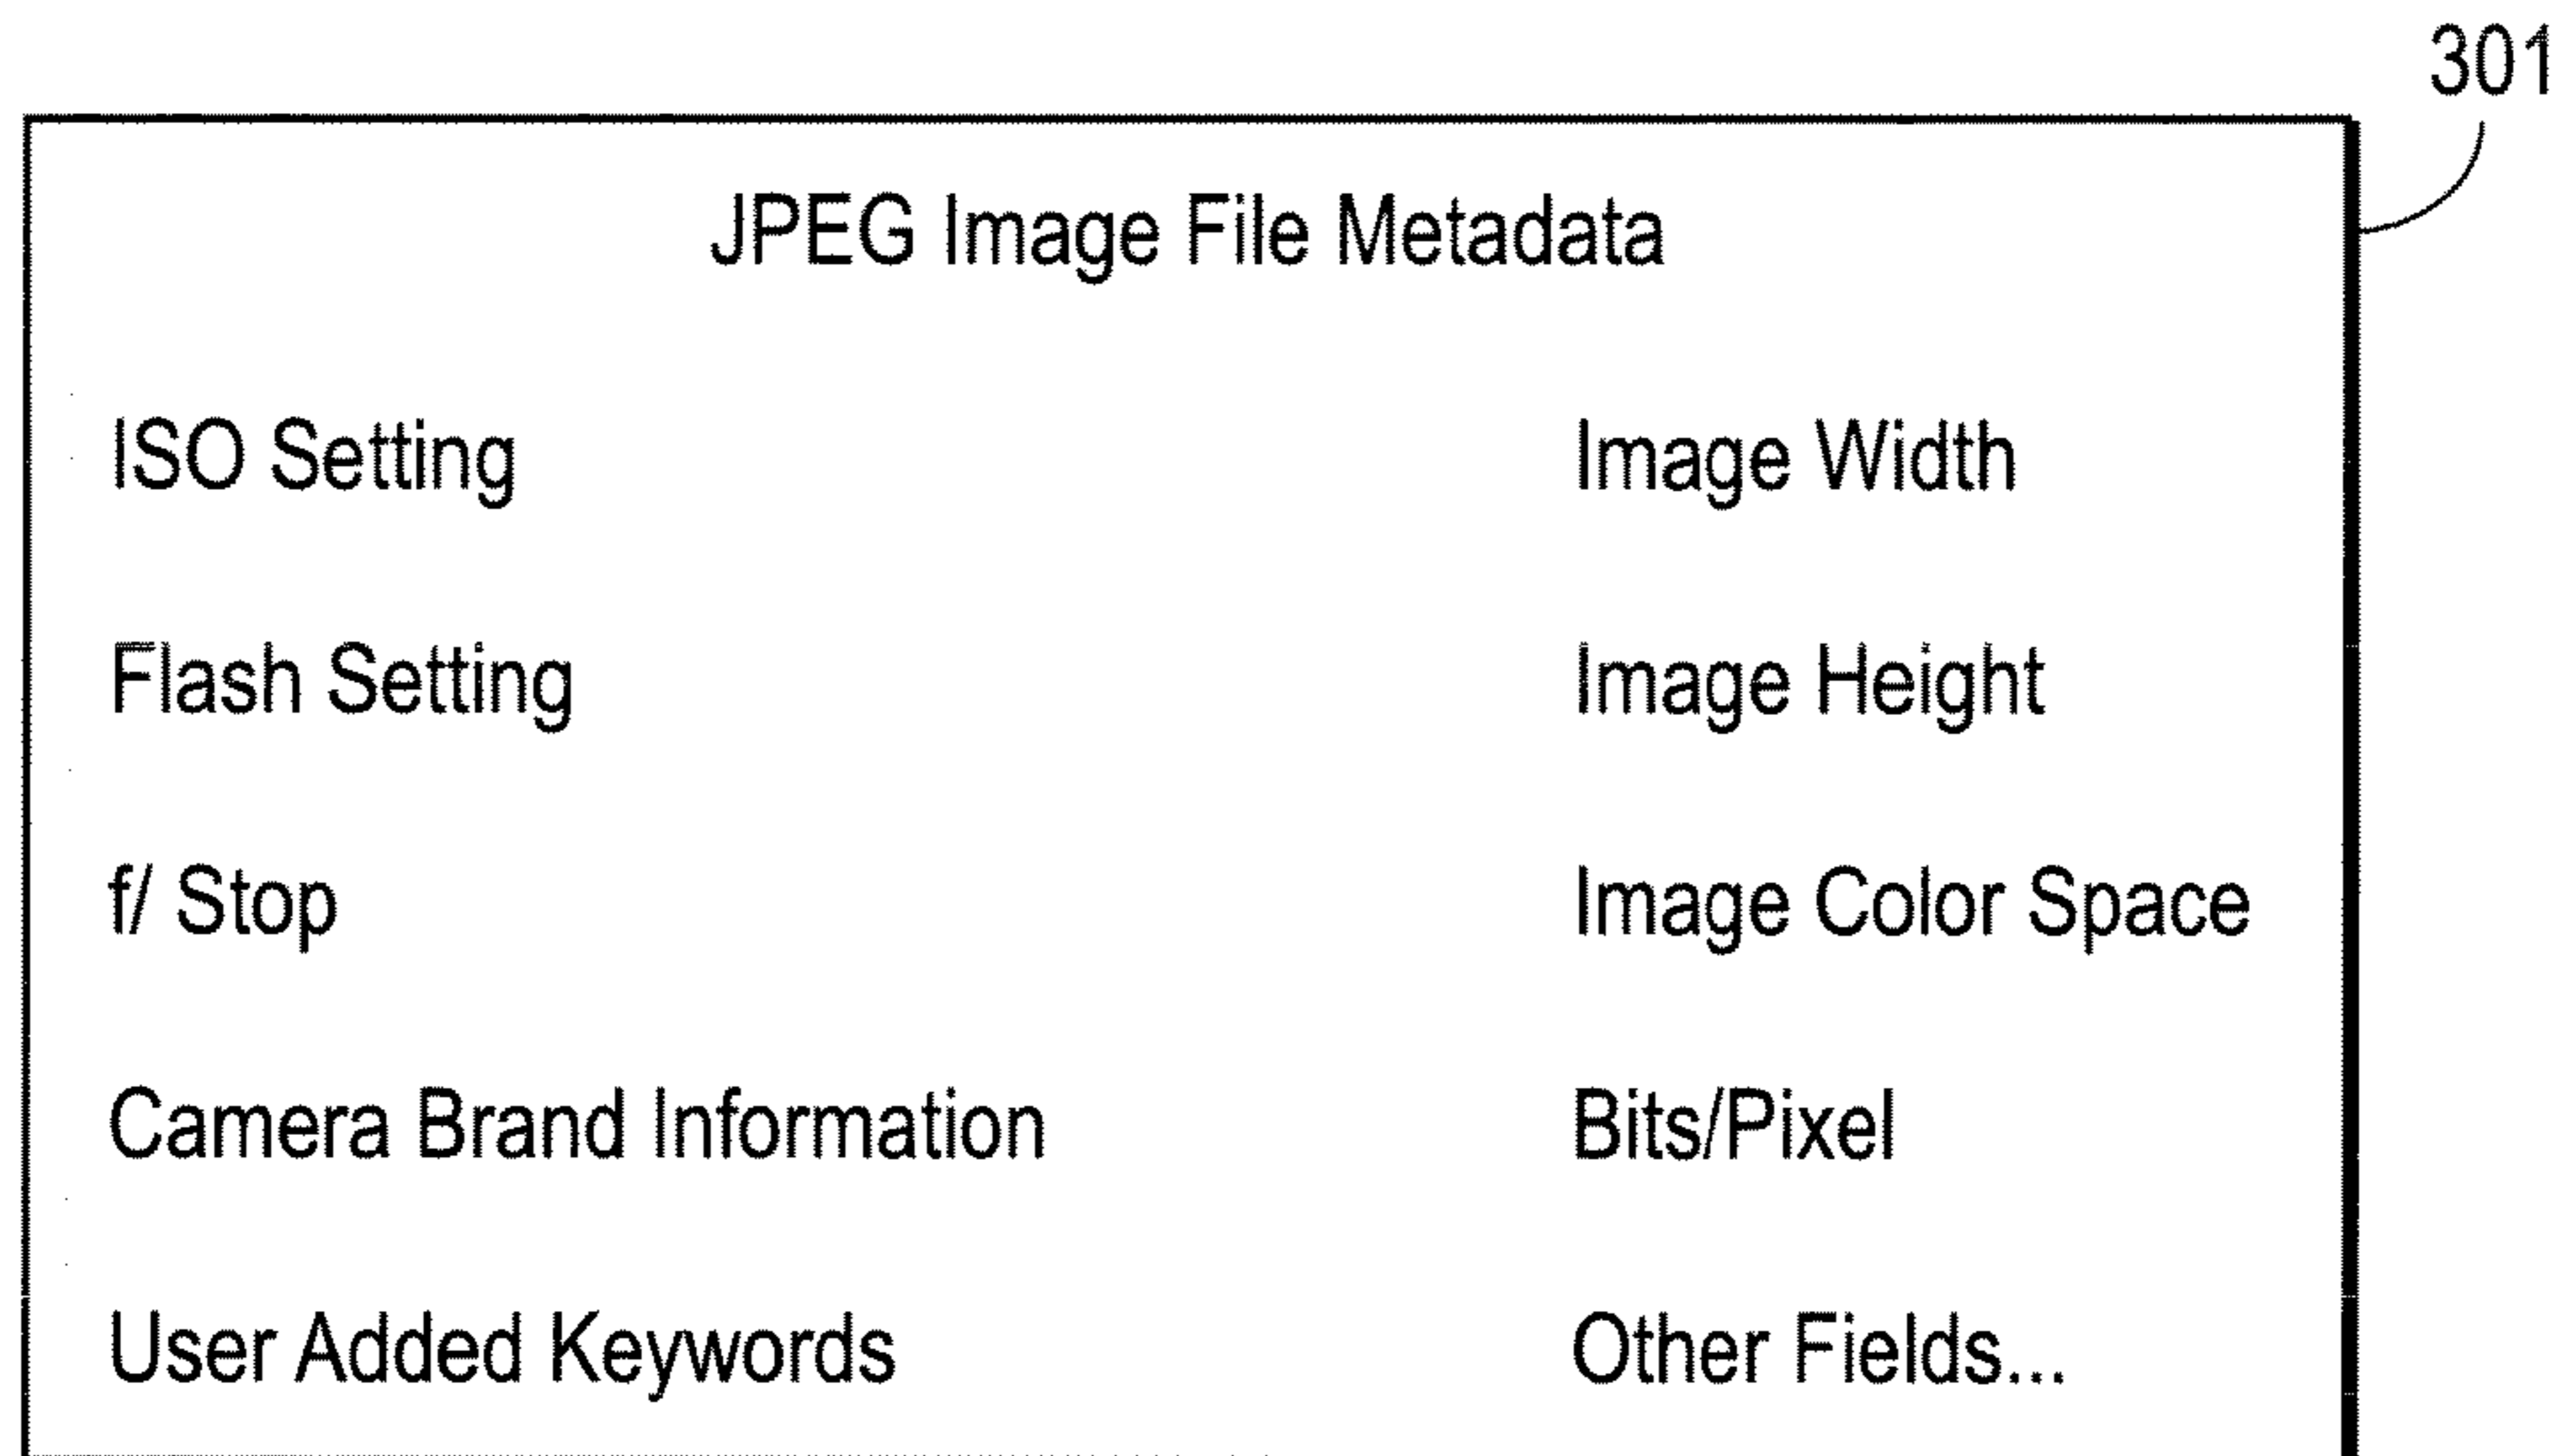 301
JPEG Image File Metadata
ISO Setting Image Width
Flash Setting Image Height
f/ Stop Image Color Space
Camera Brand Information Bits/Pixel
User Added Keywords Other Fields...